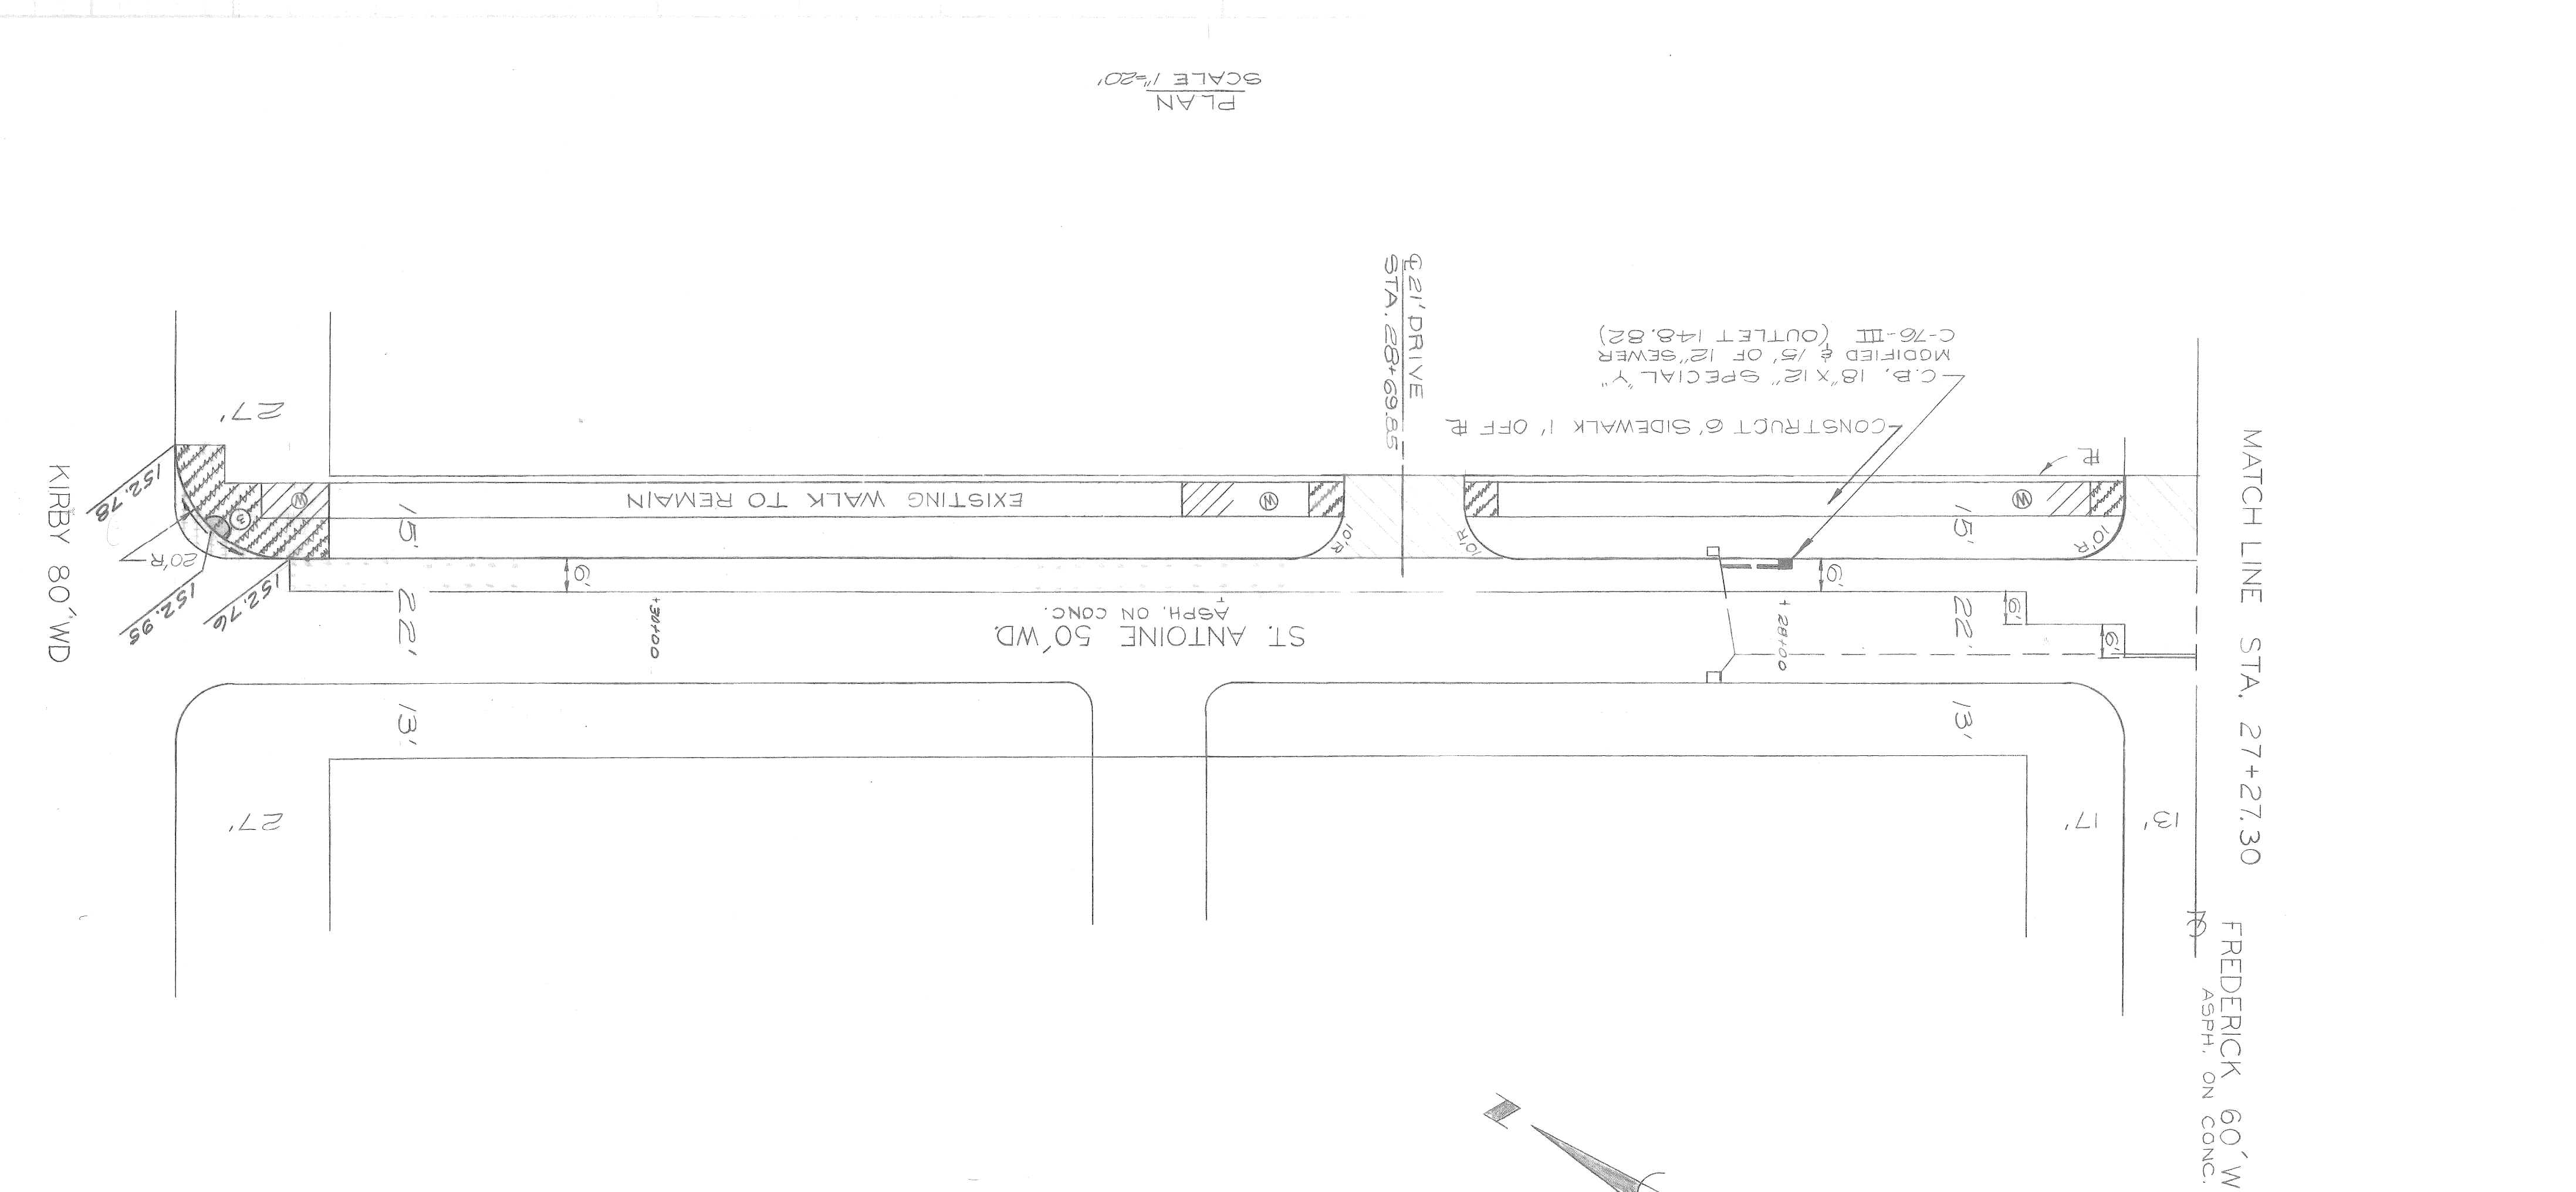 PLAN
SCALE 1"=20'
MATCH LINE STA. 27+27.30
FREDERICK 60' W
ASPH. ON CONC.
KIRBY 80' WD
ST. ANTOINE 50' WD.
ASPH. ON CONC.
℄ 21' DRIVE
STA. 28+69.85
C.B. 18"X12" SPECIAL "Y"
MODIFIED & 15' OF 12" SEWER
C-76-III (OUTLET 148.82)
CONSTRUCT 6' SIDEWALK 1' OFF ⅊
⅊
EXISTING WALK TO REMAIN
W
W
W
3
10'R
10'R
10'R
20'R
152.78
152.95
152.76
+28+00
+30+00
6'
6'
6'
6'
15'
22'
13'
15'
22'
13'
27'
27'
17'
13'
℄
N